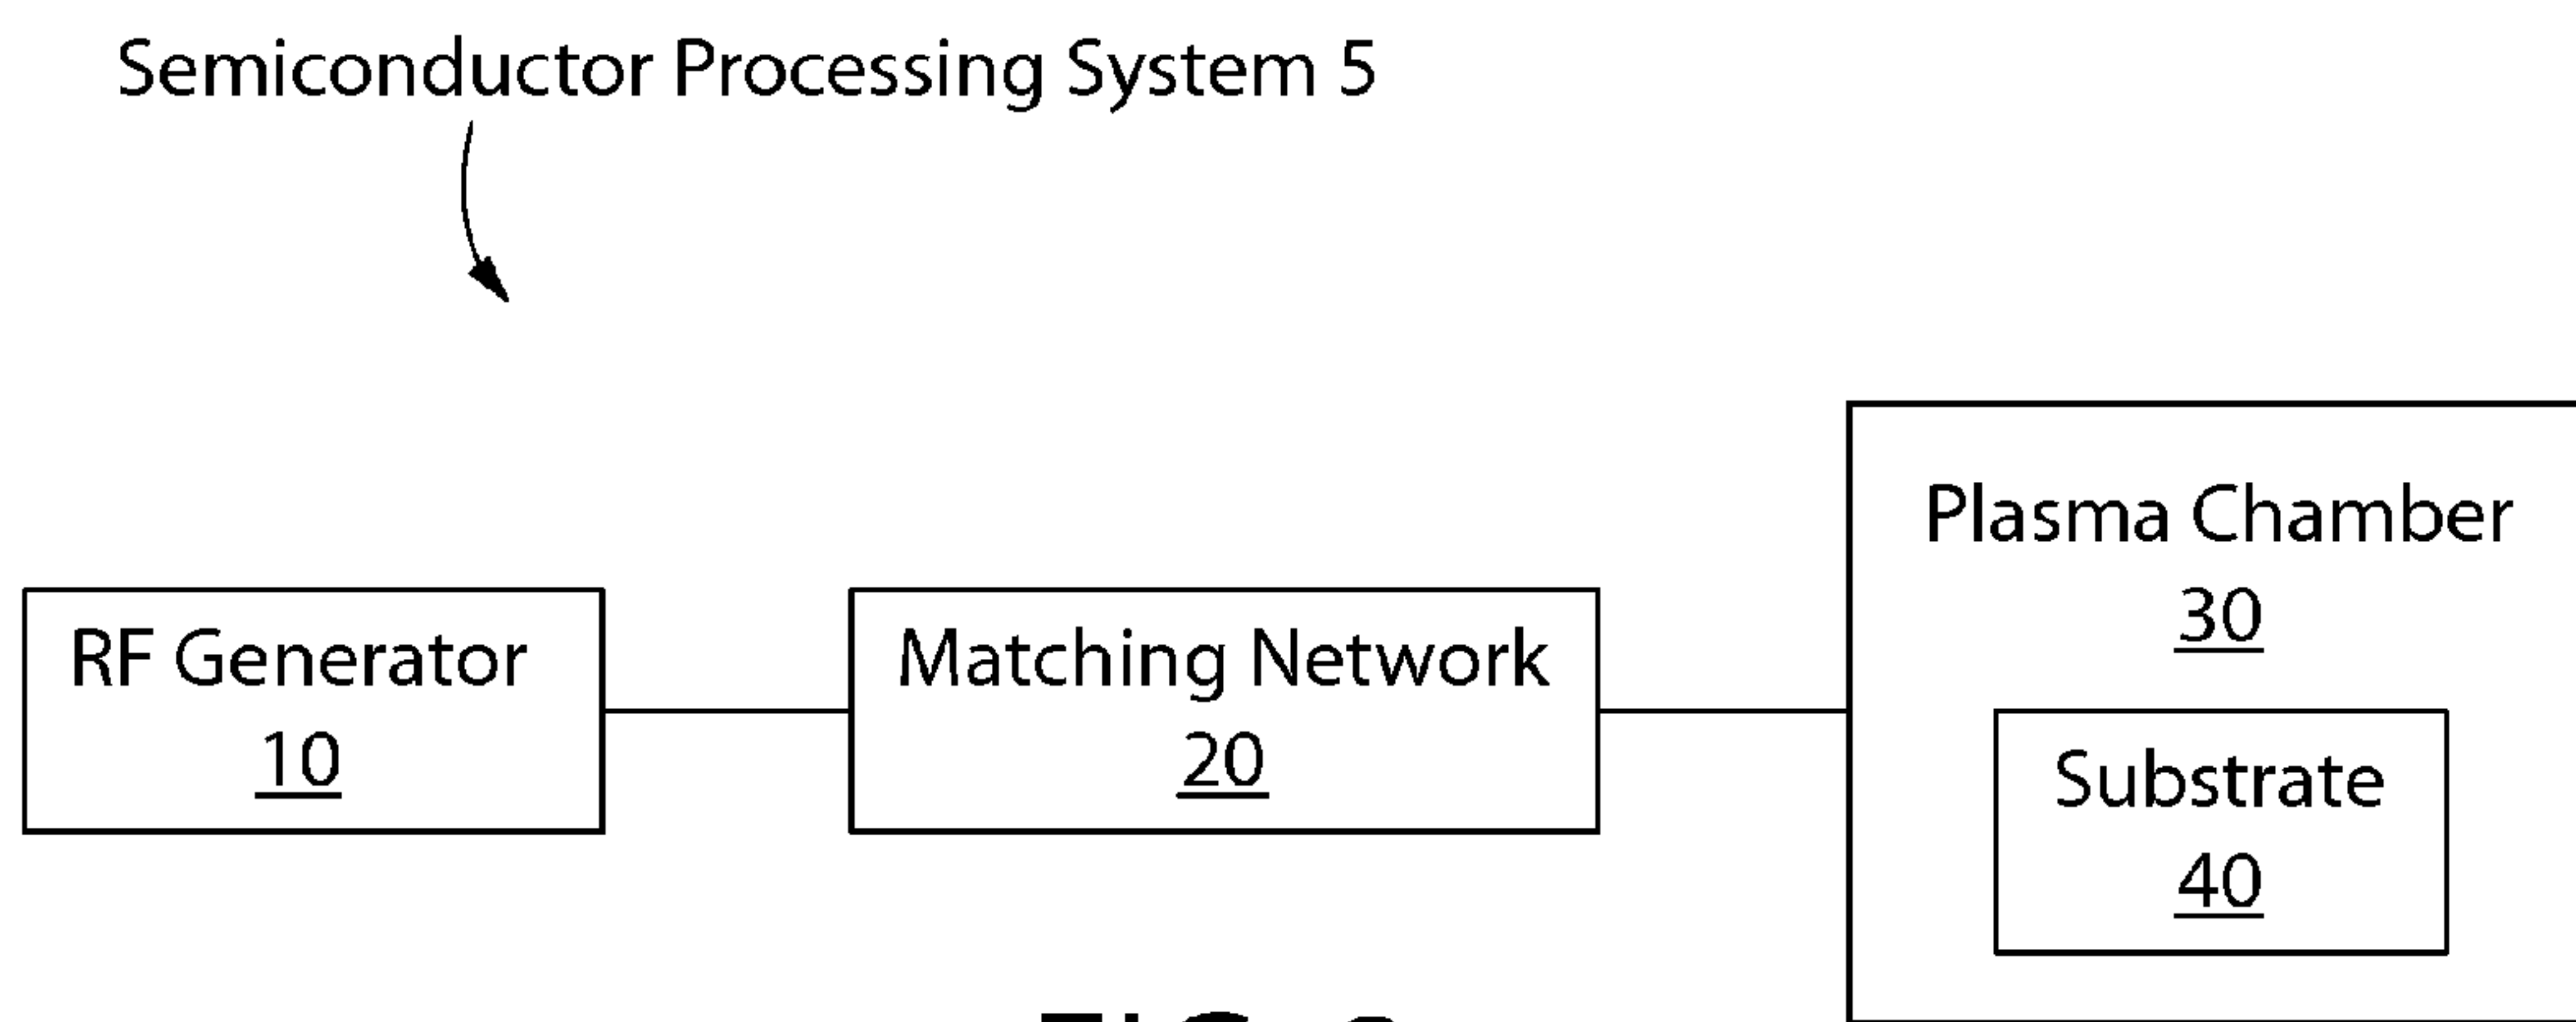 Semiconductor Processing System 5
Plasma Chamber
30
RF Generator
10
Matching Network
20
Substrate
40